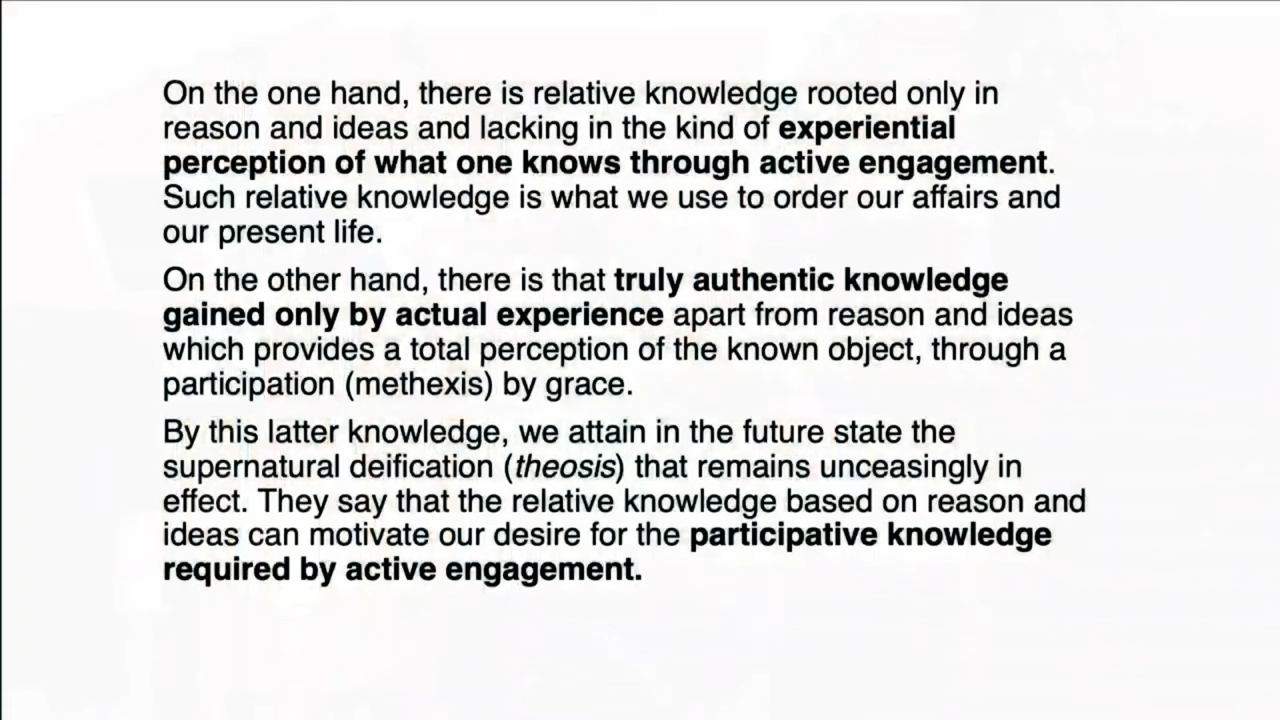 On the one hand, there is relative knowledge rooted only in
reason and ideas and lacking in the kind of experiential
perception of what one knows through active engagement.
Such relative knowledge is what we use to order our affairs and
our present life.
On the other hand, there is that truly authentic knowledge
gained only by actual experience apart from reason and ideas
which provides a total perception of the known object, through a
participation (methexis) by grace.
By this latter knowledge, we attain in the future state the
supernatural deification (theosis) that remains unceasingly in
effect. They say that the relative knowledge based on reason and
ideas can motivate our desire for the participative knowledge
required by active engagement.